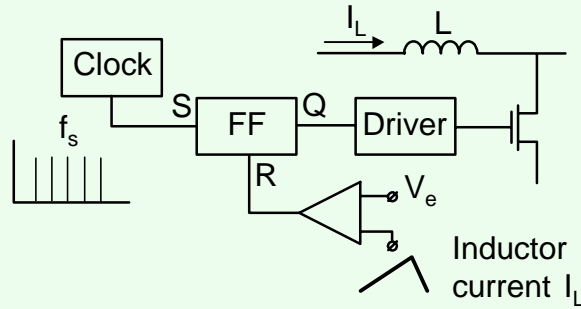 I_L
L
Clock
S
FF
Q
Driver
f_s
R
V_e
Inductor
current I_L